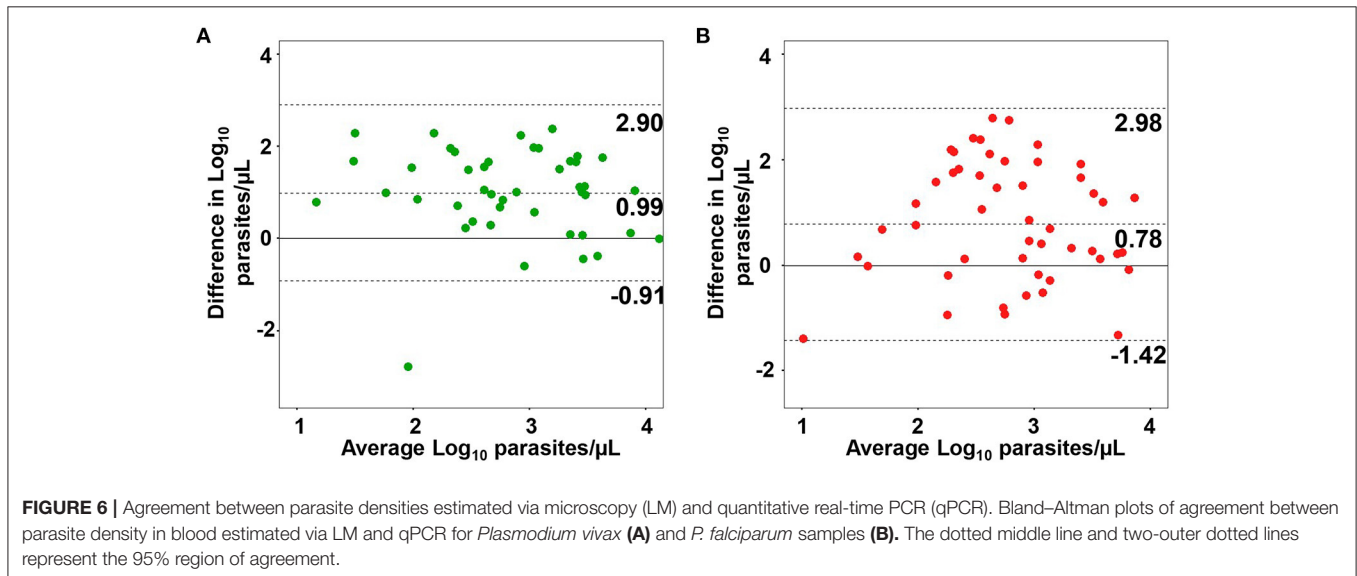 A
4
2
0
-2
Difference in Log10
parasites/µL
2.90
0.99
-0.91
1 2 3 4
Average Log10 parasites/µL
B
4
2
0
-2
Difference in Log10
parasites/µL
2.98
0.78
-1.42
1 2 3 4
Average Log10 parasites/µL
FIGURE 6 | Agreement between parasite densities estimated via microscopy (LM) and quantitative real-time PCR (qPCR). Bland–Altman plots of agreement between
parasite density in blood estimated via LM and qPCR for Plasmodium vivax (A) and P. falciparum samples (B). The dotted middle line and two-outer dotted lines
represent the 95% region of agreement.